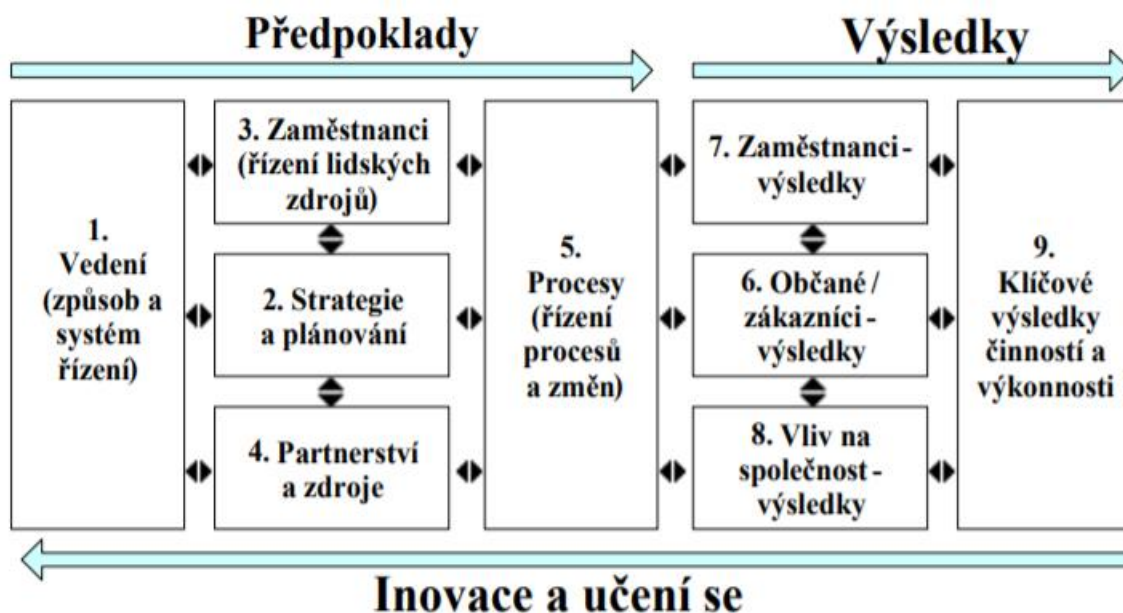 Předpoklady
Výsledky
1.
Vedení
(způsob a
systém
řízení)
3. Zaměstnanci
(řízení lidských
zdrojů)
2. Strategie
a plánování
4. Partnerství
a zdroje
5.
Procesy
(řízení
procesů
a změn)
7. Zaměstnanci -
výsledky
6. Občané /
zákazníci -
výsledky
8. Vliv na
společnost -
výsledky
9.
Klíčové
výsledky
činností a
výkonnosti
Inovace a učení se